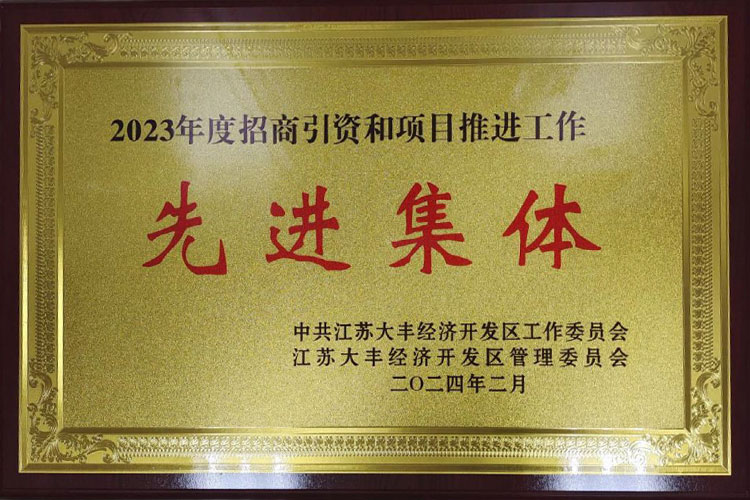 2023年度招商引资和项目推进工作
先进集体
中共江苏大丰经济开发区工作委员会
江苏大丰经济开发区管理委员会
二〇二四年二月